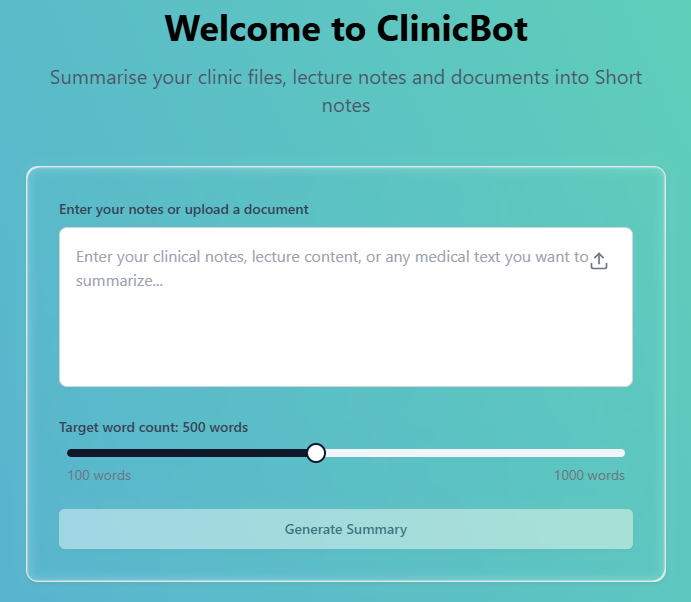 Welcome to ClinicBot
Summarise your clinic files, lecture notes and documents into Short
notes
Enter your notes or upload a document
Enter your clinical notes, lecture content, or any medical text you want to
summarize...
Target word count: 500 words
100 words
1000 words
Generate Summary